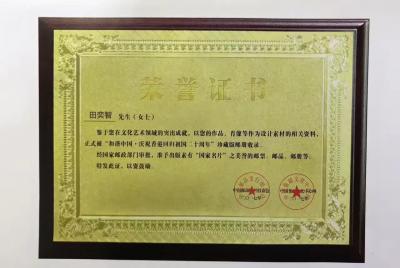 荣誉证书
田奕智 先生（女士）
鉴于您在文化艺术领域的突出成就，以您的作品、肖像等作为设计素材的相关资料，
正式被“和谐中国·庆祝香港回归祖国二十周年”珍藏版邮册收录。
经国家邮政部门审批，准予出版素有“国家名片”之美誉的邮票、邮品、邮册等。
特发此证，以资鼓励。